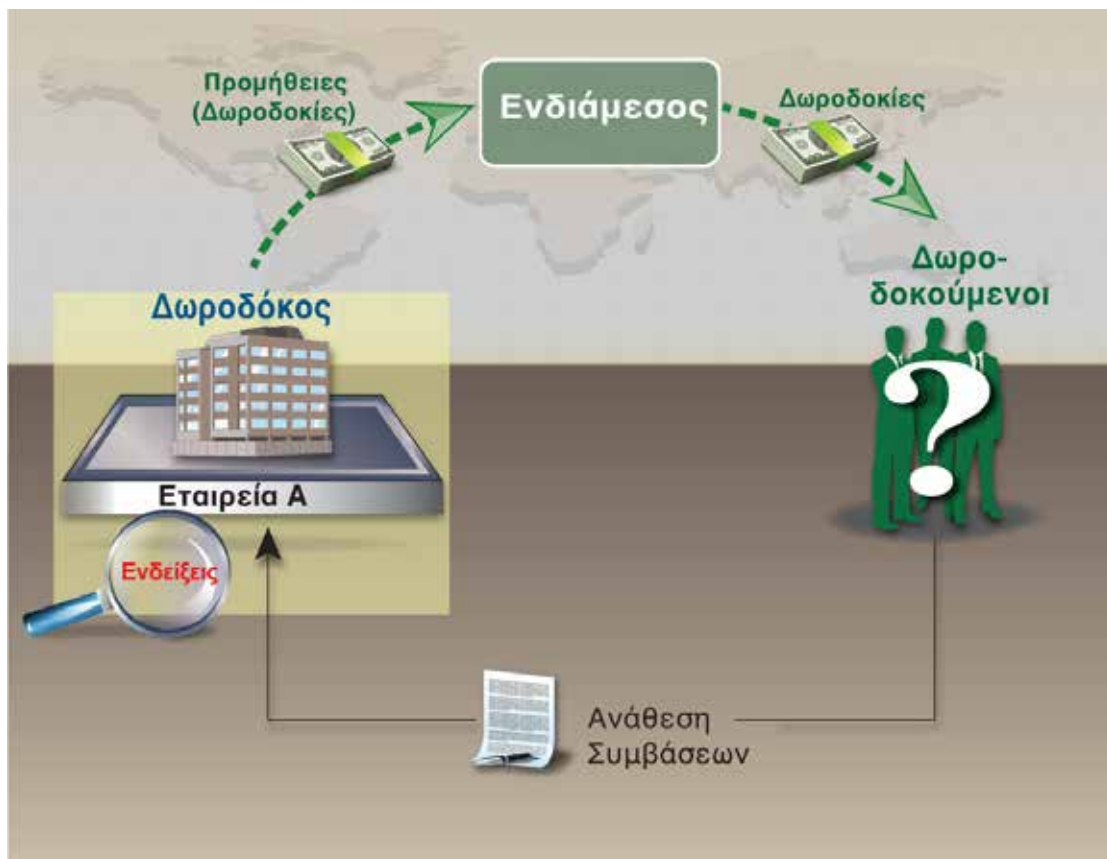 Προμήθειες
(Δωροδοκίες)
Ενδιάμεσος
Δωροδοκίες
Δωροδόκος
Δωρο-
δοκούμενοι
?
Εταιρεία Α
Ενδείξεις
Ανάθεση
Συμβάσεων